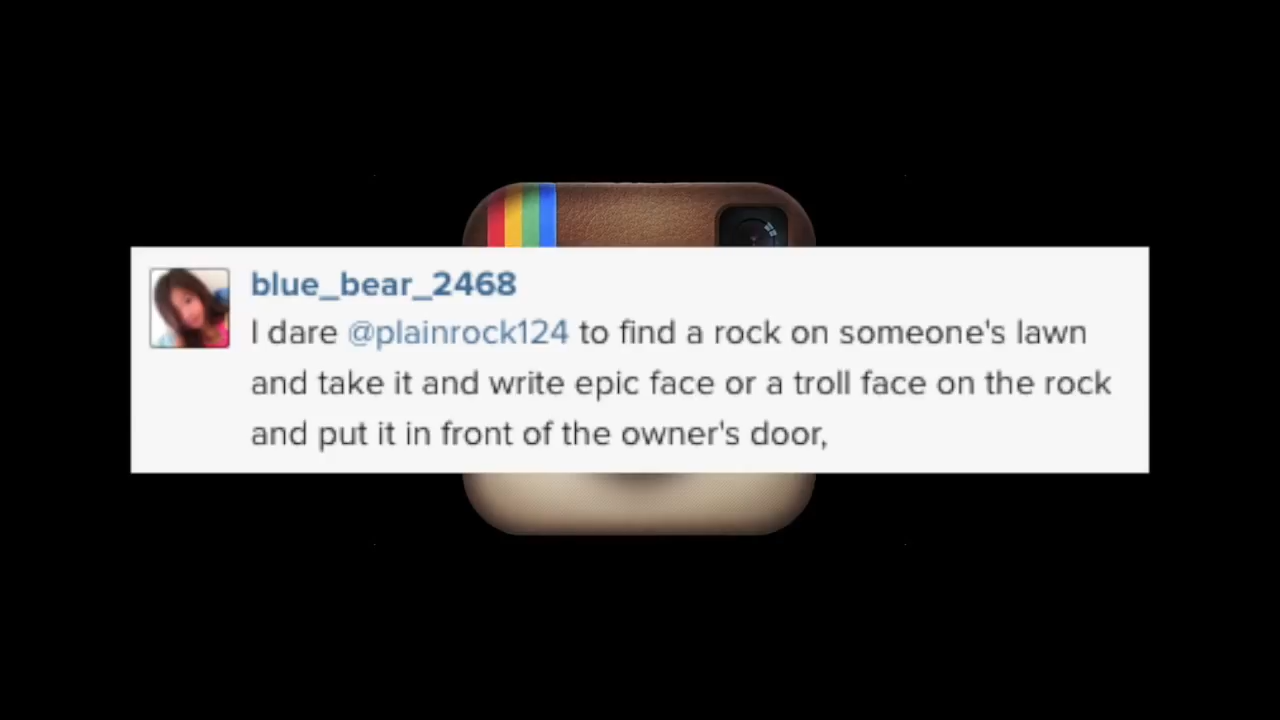 blue_bear_2468
I dare @plainrock124 to find a rock on someone's lawn
and take it and write epic face or a troll face on the rock
and put it in front of the owner's door,